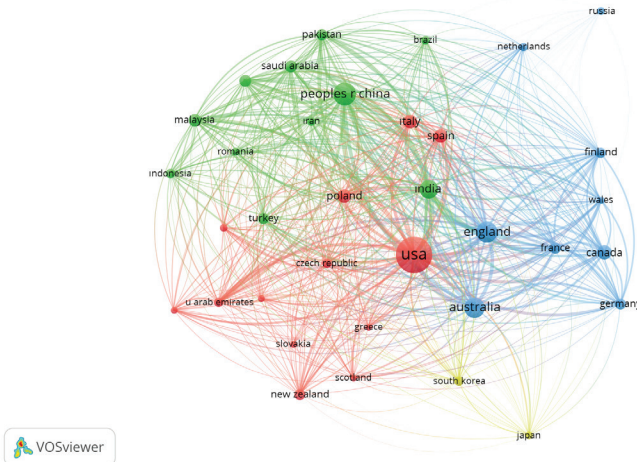 russia
pakistan
brazil
netherlands
saudi arabia
peoples r china
malaysia
iran
italy
spain
romania
finland
indonesia
poland
india
wales
turkey
england
france
canada
usa
czech republic
u arab emirates
australia
germany
greece
slovakia
scotland
south korea
new zealand
japan
VOSviewer